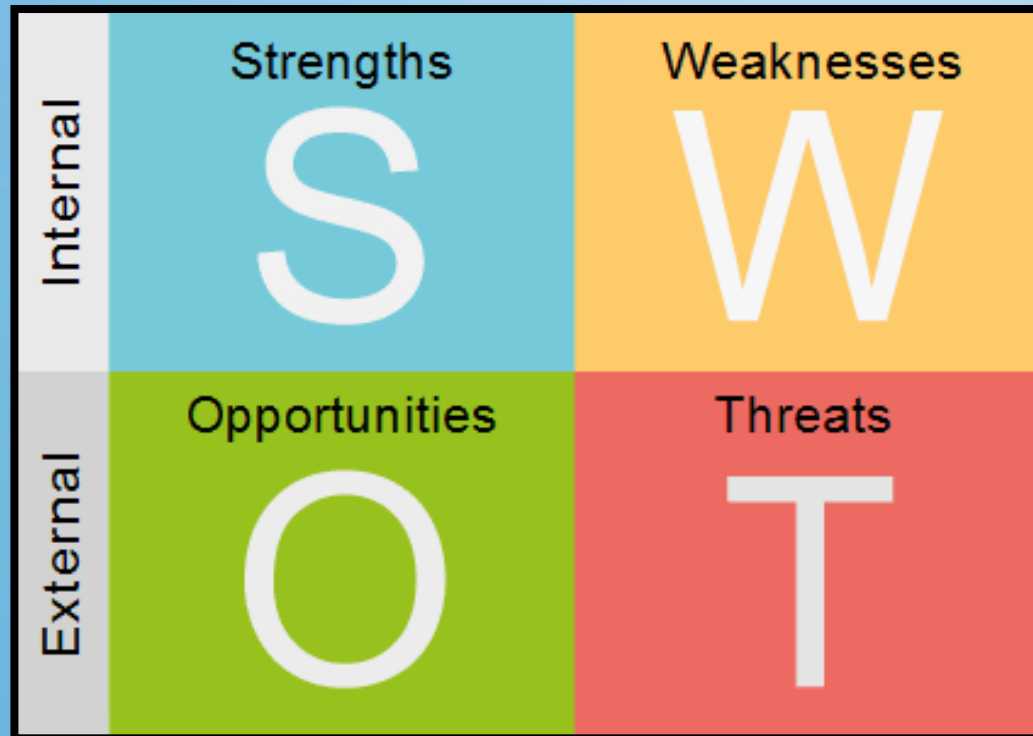 Internal
Strengths
S
Weaknesses
W
External
Opportunities
O
Threats
T